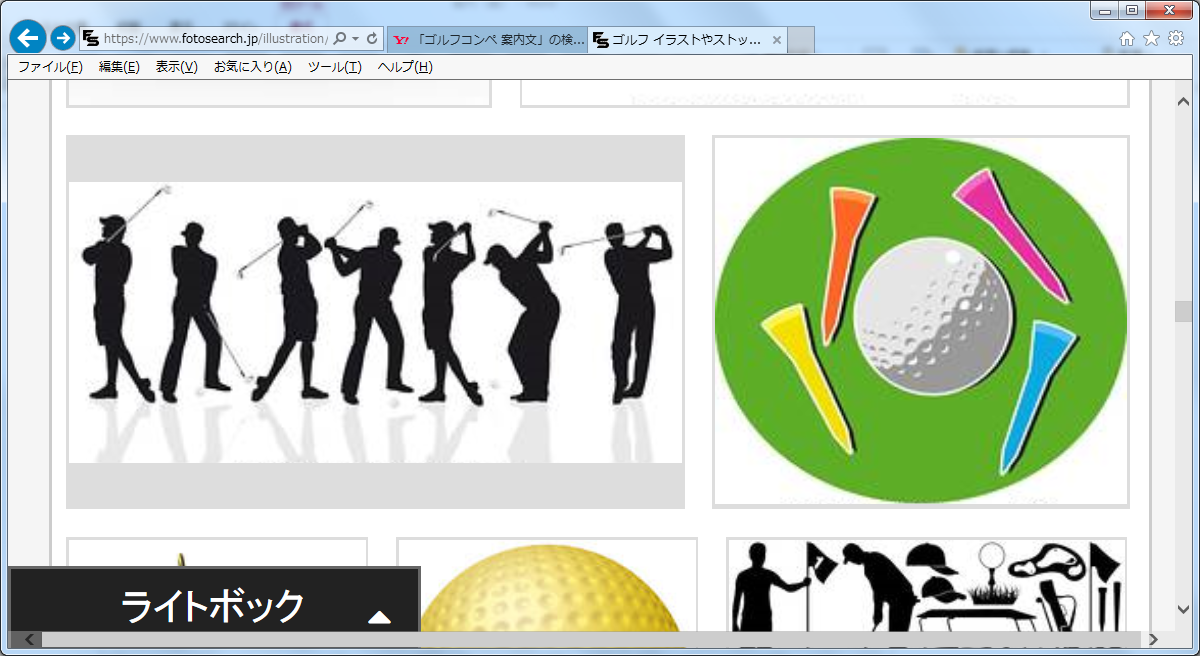 https://www.fotosearch.jp/illustration/
「ゴルフコンペ 案内文」の検...
ゴルフ イラストやストッ...
ファイル(F) 編集(E) 表示(V) お気に入り(A) ツール(T) ヘルプ(H)
ライトボック